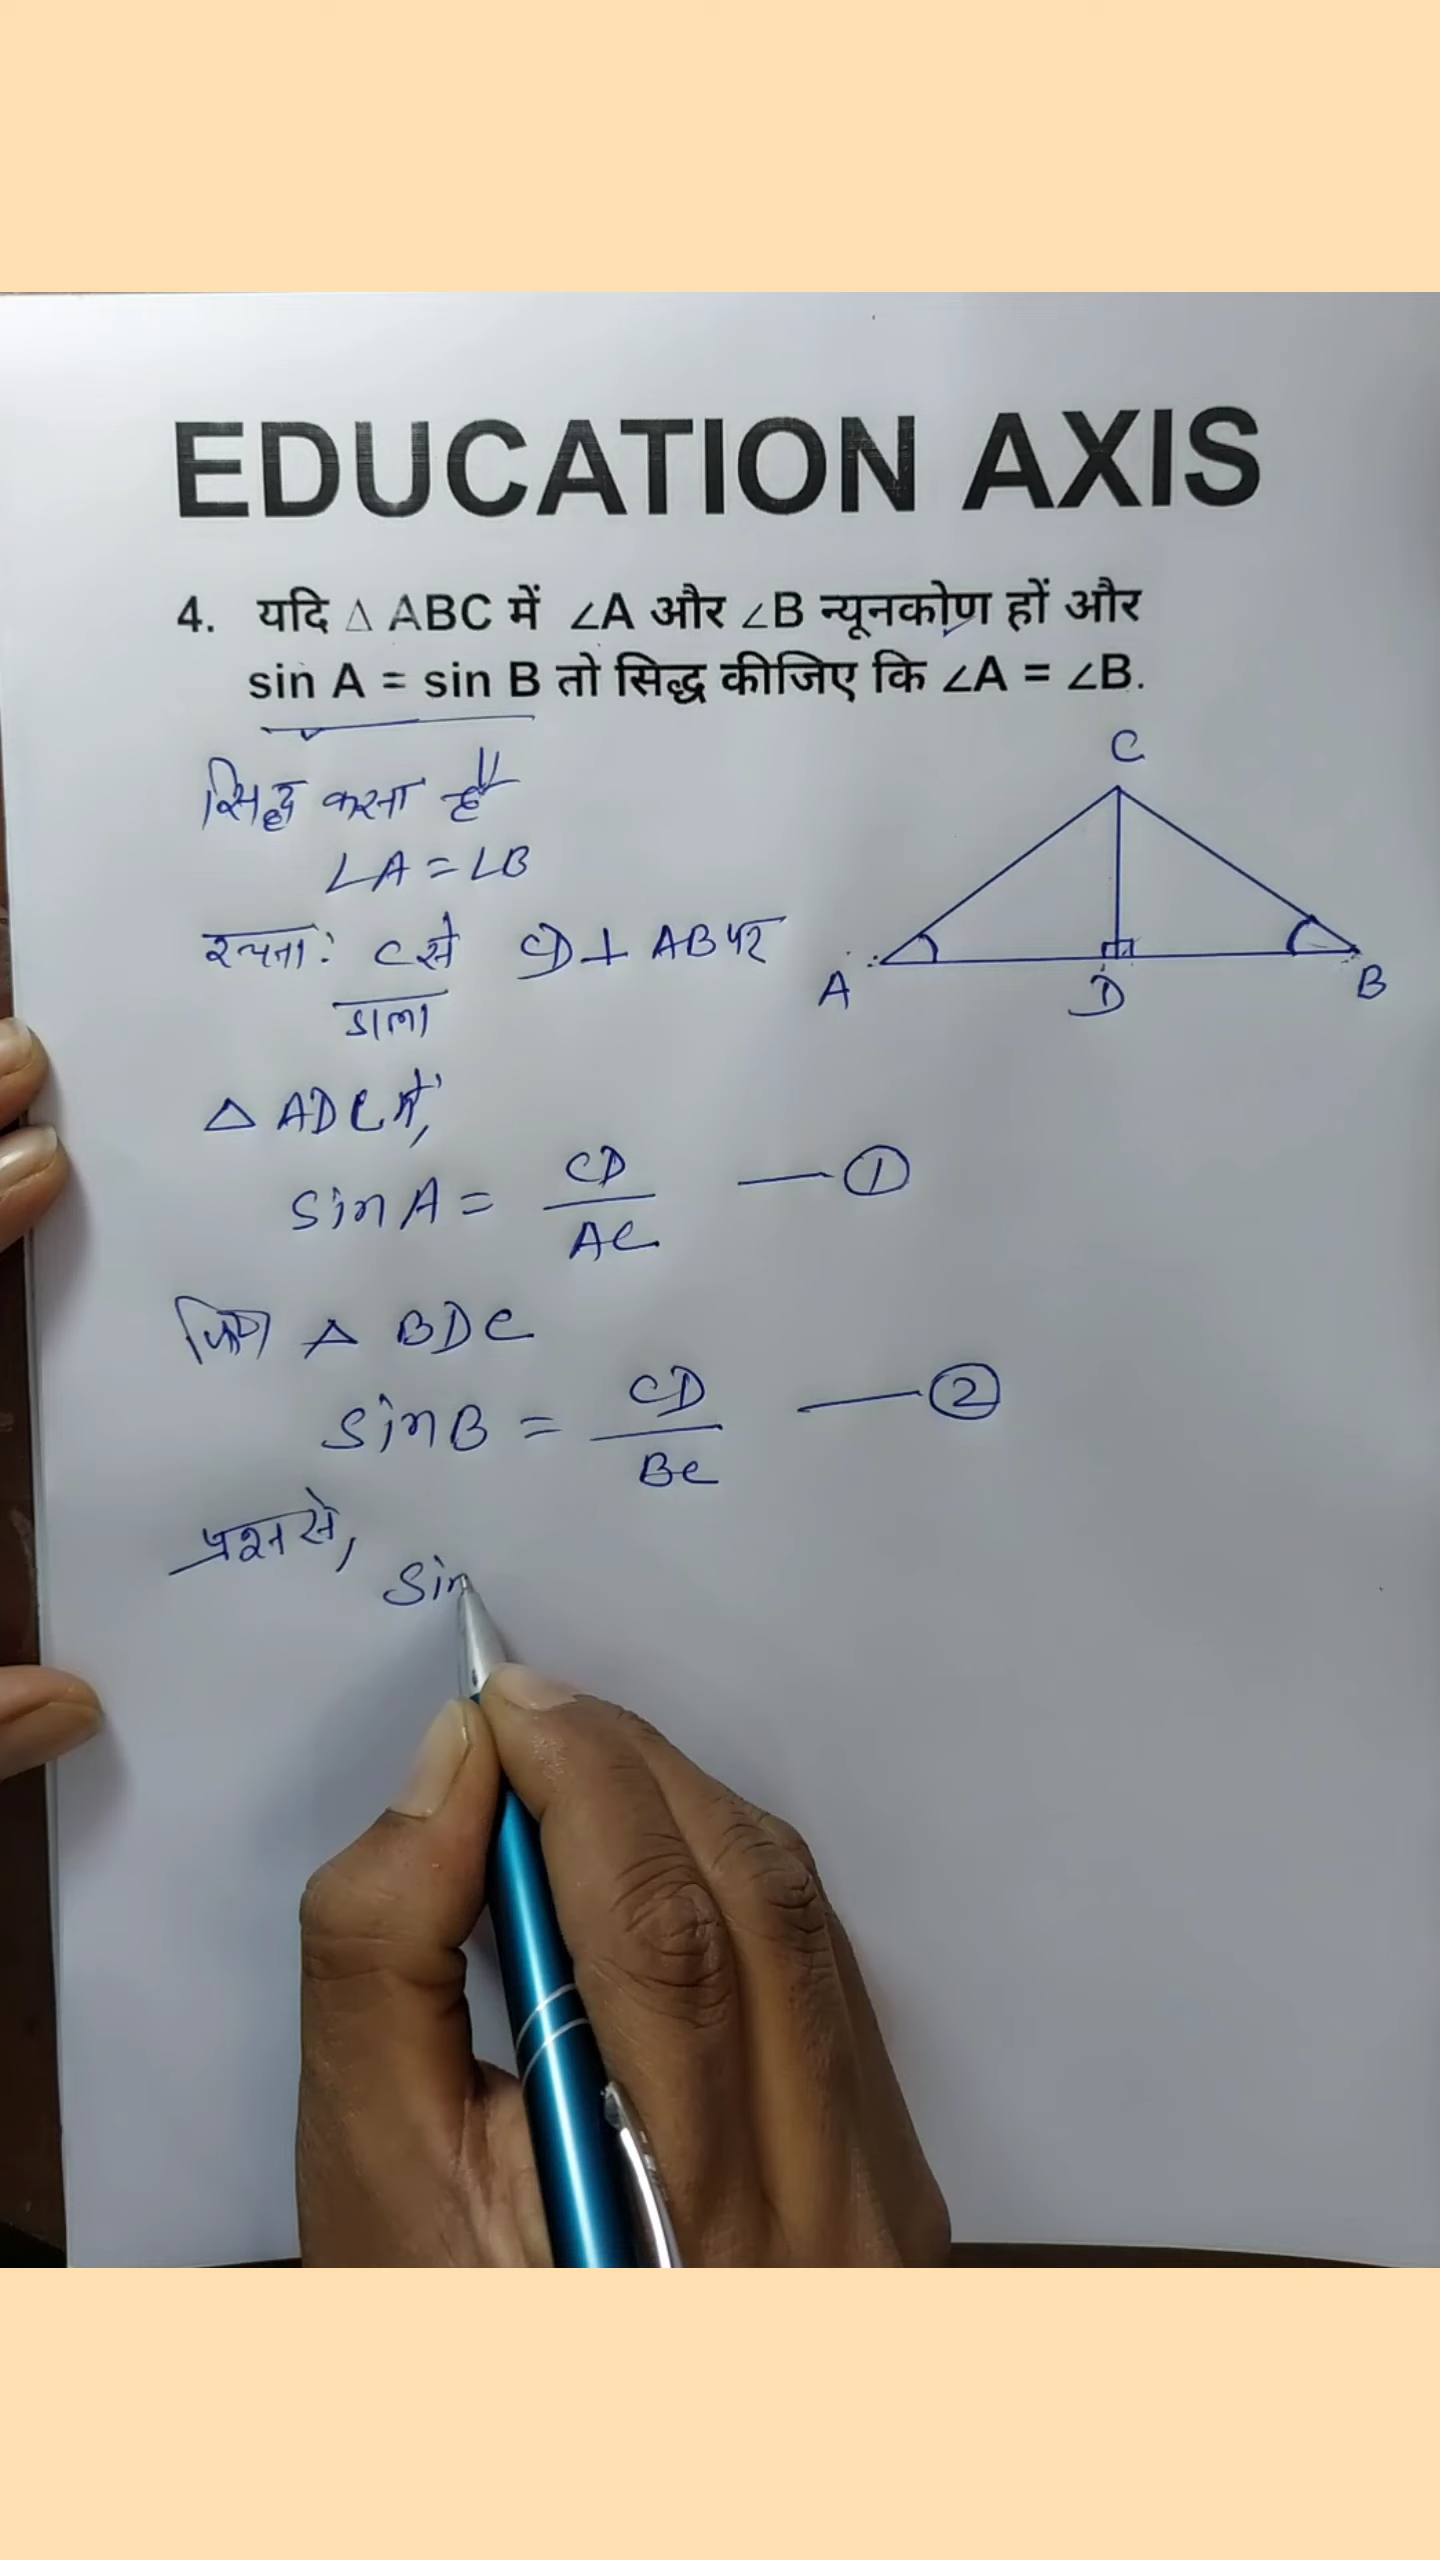 EDUCATION AXIS
4. यदि △ ABC में ∠A और ∠B न्यूनकोण हों और
sin A = sin B तो सिद्ध कीजिए कि ∠A = ∠B.
सिद्ध करना है
∠A = ∠B
रचना: C से CD ⊥ AB पर
डाला
△ ADC में,
sin A = CD/AC — ①
△ BDC
sin B = CD/BC — ②
प्रश्न से,
sin
C
A
D
B